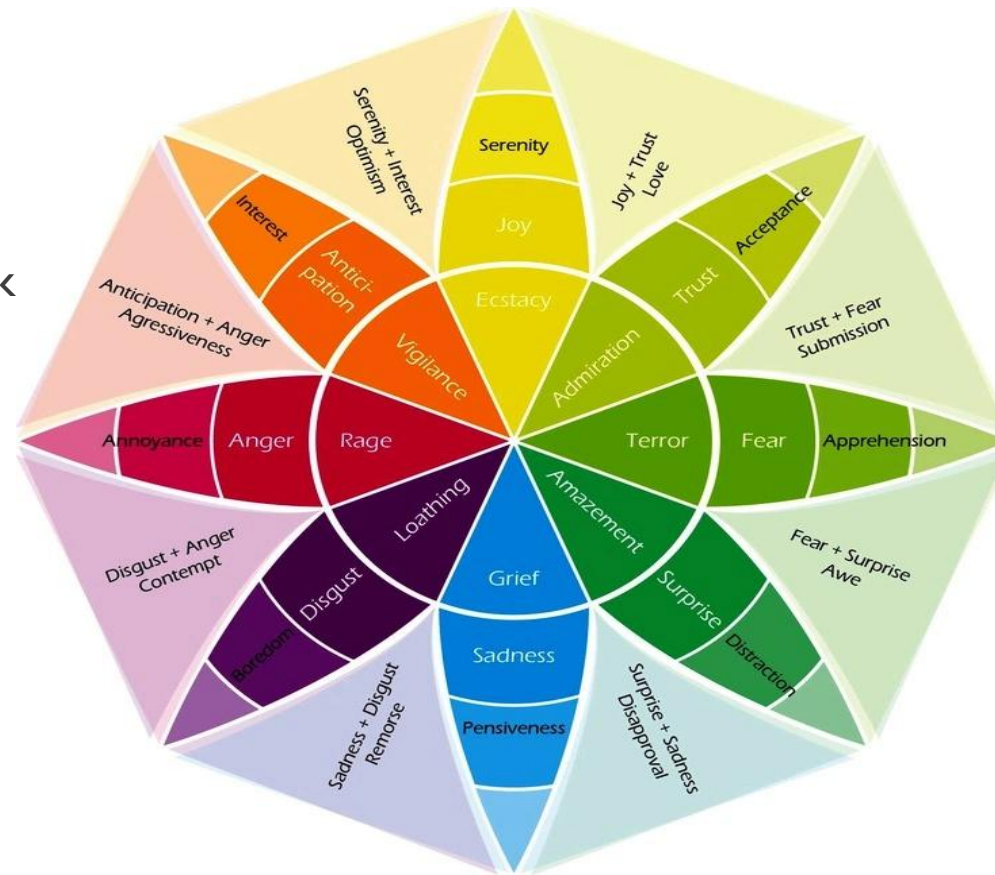 Serenity + Interest
Optimism
Serenity
Joy
Ecstacy
Joy + Trust
Love
Interest
Antici-
pation
Vigilance
Acceptance
Trust
Admiration
Anticipation + Anger
Agressiveness
Trust + Fear
Submission
Annoyance
Anger
Rage
Terror
Fear
Apprehension
Disgust + Anger
Contempt
Loathing
Disgust
Boredom
Amazement
Surprise
Distraction
Fear + Surprise
Awe
Grief
Sadness
Pensiveness
Sadness + Disgust
Remorse
Surprise + Sadness
Disapproval